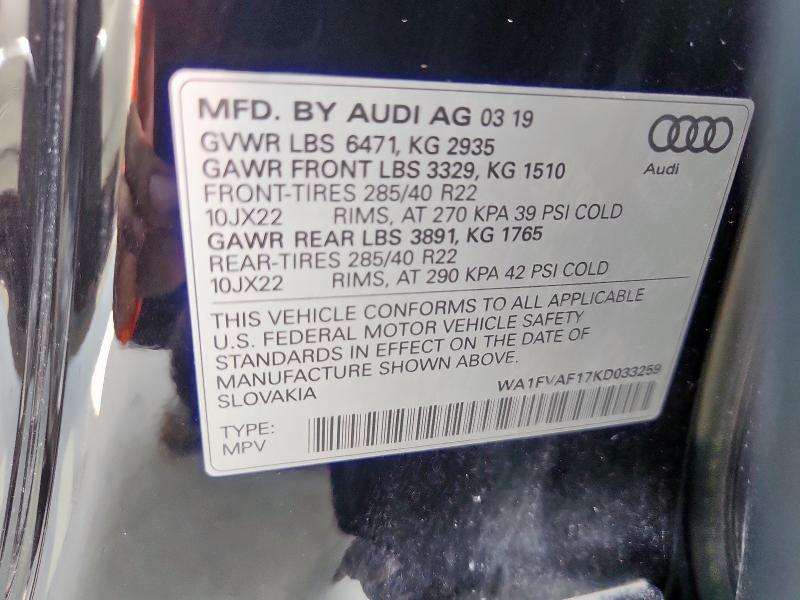 MFD. BY AUDI AG 03 19
GVWR LBS 6471, KG 2935
GAWR FRONT LBS 3329, KG 1510
FRONT-TIRES 285/40 R22
10JX22 RIMS, AT 270 KPA 39 PSI COLD
GAWR REAR LBS 3891, KG 1765
REAR-TIRES 285/40 R22
10JX22 RIMS, AT 290 KPA 42 PSI COLD
Audi
THIS VEHICLE CONFORMS TO ALL APPLICABLE
U.S. FEDERAL MOTOR VEHICLE SAFETY
STANDARDS IN EFFECT ON THE DATE OF
MANUFACTURE SHOWN ABOVE.
SLOVAKIA
WA1FVAF17KD033259
TYPE:
MPV